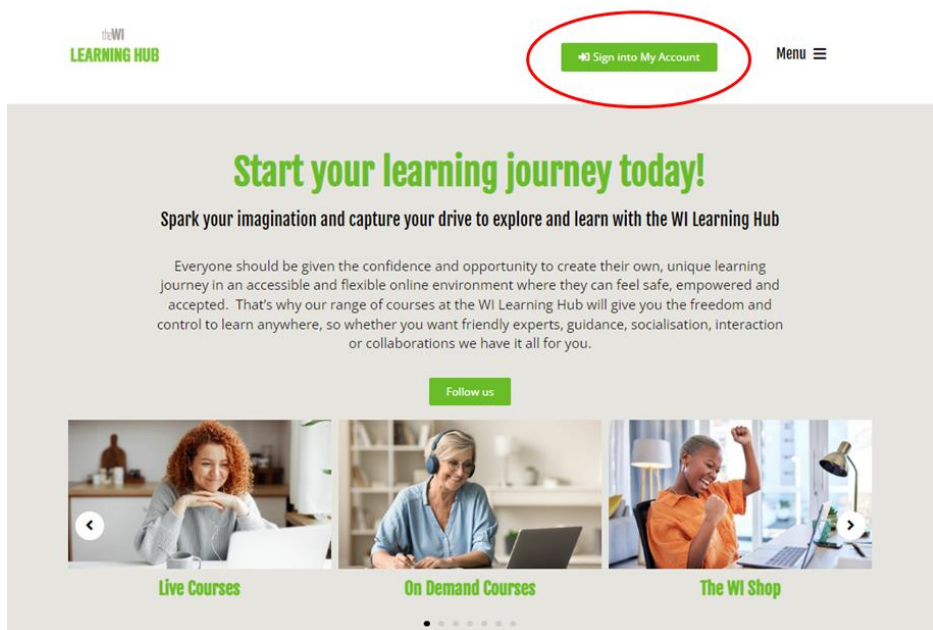 theWI
LEARNING HUB
Sign into My Account
Menu
Start your learning journey today!
Spark your imagination and capture your drive to explore and learn with the WI Learning Hub
Everyone should be given the confidence and opportunity to create their own, unique learning
journey in an accessible and flexible online environment where they can feel safe, empowered and
accepted.  That's why our range of courses at the WI Learning Hub will give you the freedom and
control to learn anywhere, so whether you want friendly experts, guidance, socialisation, interaction
or collaborations we have it all for you.
Follow us
Live Courses
On Demand Courses
The WI Shop